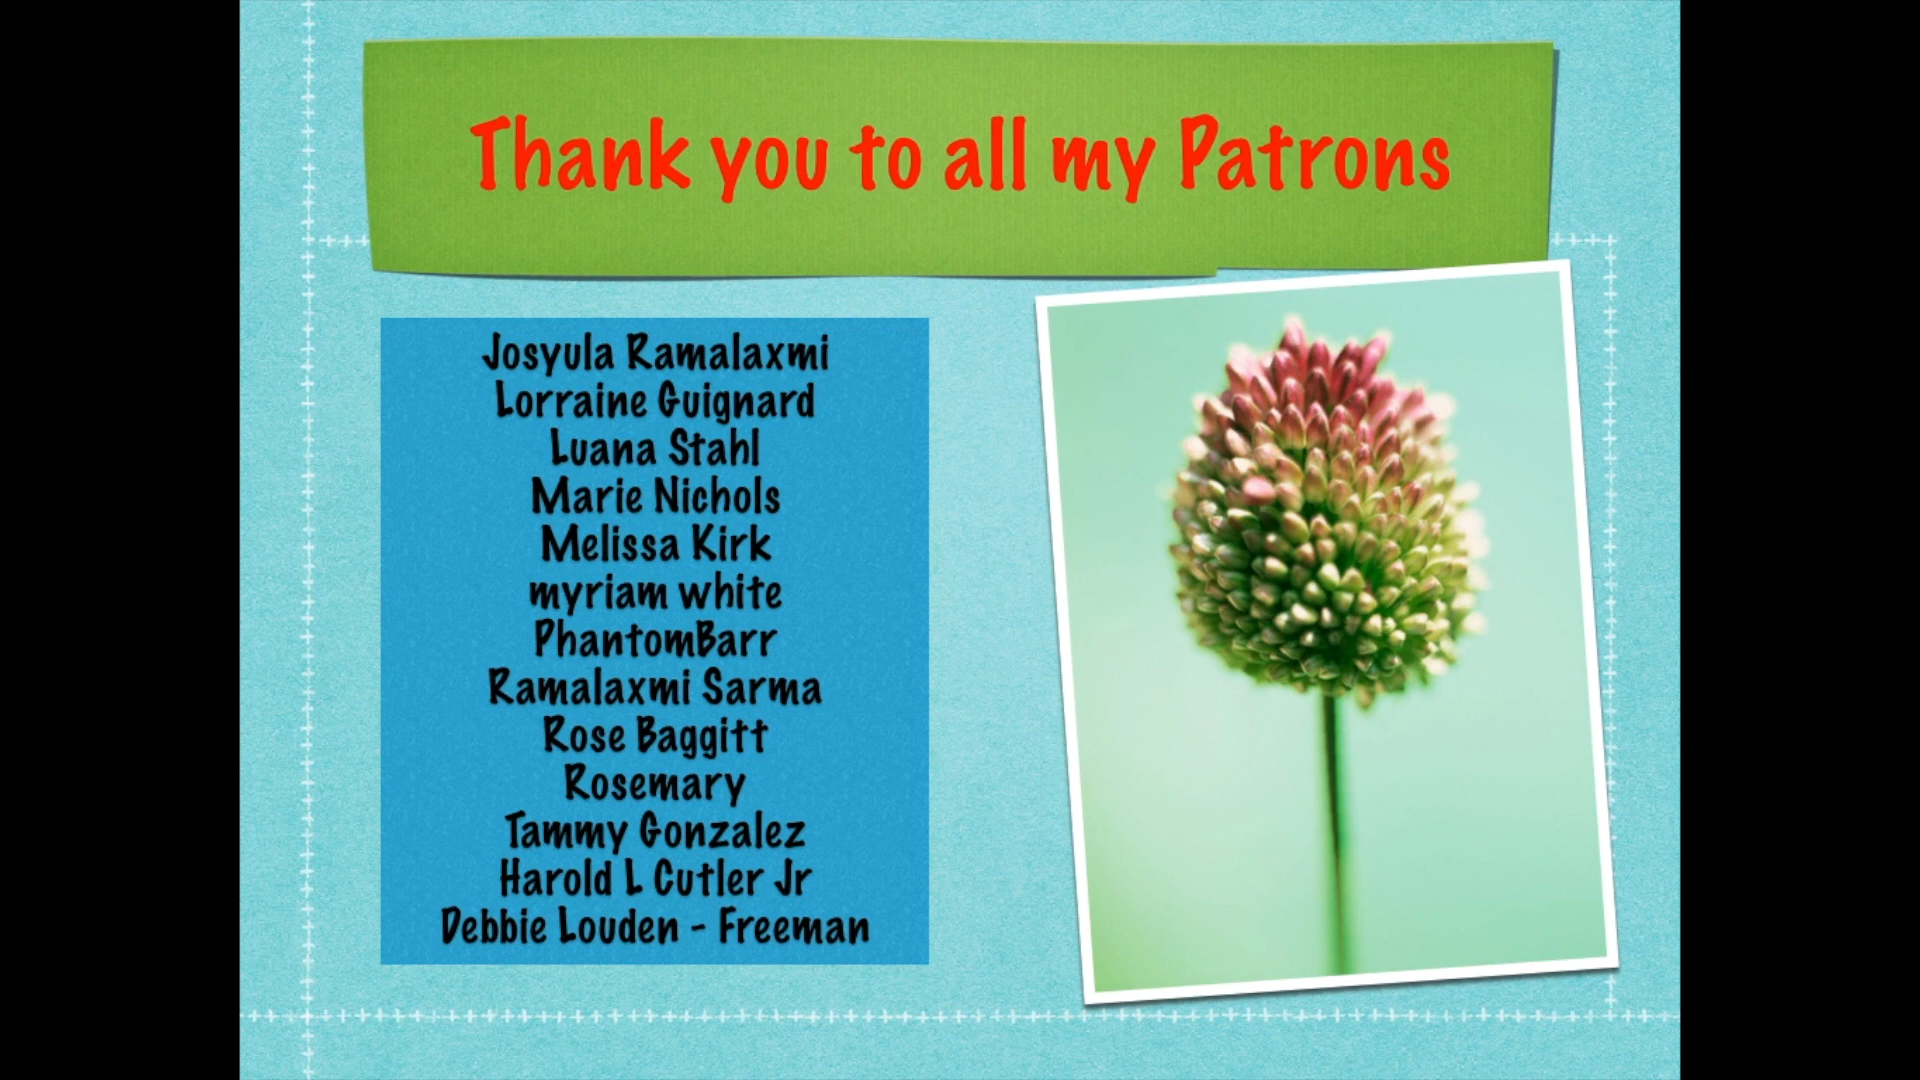 Thank you to all my Patrons
Josyula Ramalaxmi
Lorraine Guignard
Luana Stahl
Marie Nichols
Melissa Kirk
myriam white
PhantomBarr
Ramalaxmi Sarma
Rose Baggitt
Rosemary
Tammy Gonzalez
Harold L Cutler Jr
Debbie Louden - Freeman